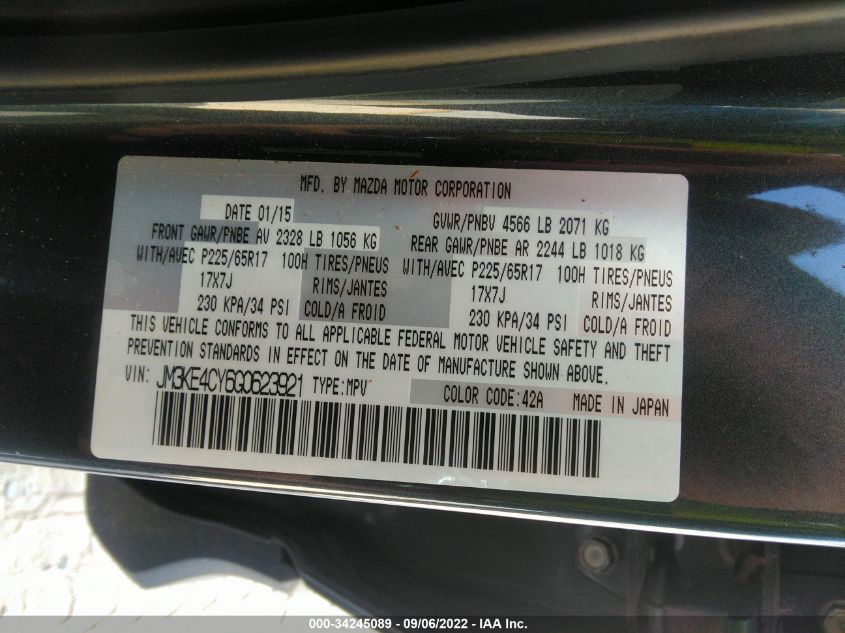 MFD. BY MAZDA MOTOR CORPORATION
DATE 01/15 GVWR/PNBV 4566 LB 2071 KG
FRONT GAWR/PNBE AV 2328 LB 1056 KG REAR GAWR/PNBE AR 2244 LB 1018 KG
WITH/AVEC P225/65R17 100H TIRES/PNEUS WITH/AVEC P225/65R17 100H TIRES/PNEUS
17X7J RIMS/JANTES 17X7J RIMS/JANTES
230 KPA/34 PSI COLD/A FROID 230 KPA/34 PSI COLD/A FROID
THIS VEHICLE CONFORMS TO ALL APPLICABLE FEDERAL MOTOR VEHICLE SAFETY AND THEFT
PREVENTION STANDARDS IN EFFECT ON THE DATE OF MANUFACTURE SHOWN ABOVE.
VIN: JM3KE4CY6G0623921 TYPE:MPV COLOR CODE:42A MADE IN JAPAN
000-34245089 - 09/06/2022 - IAA Inc.